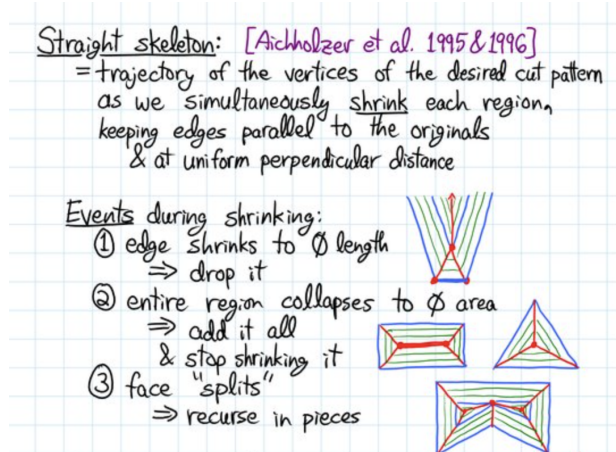 Straight skeleton: [Aichholzer et al. 1995 & 1996]
= trajectory of the vertices of the desired cut pattern
as we simultaneously shrink each region,
keeping edges parallel to the originals
& at uniform perpendicular distance
Events during shrinking:
① edge shrinks to Ø length
⇒ drop it
② entire region collapses to Ø area
⇒ add it all
& stop shrinking it
③ face "splits"
⇒ recurse in pieces